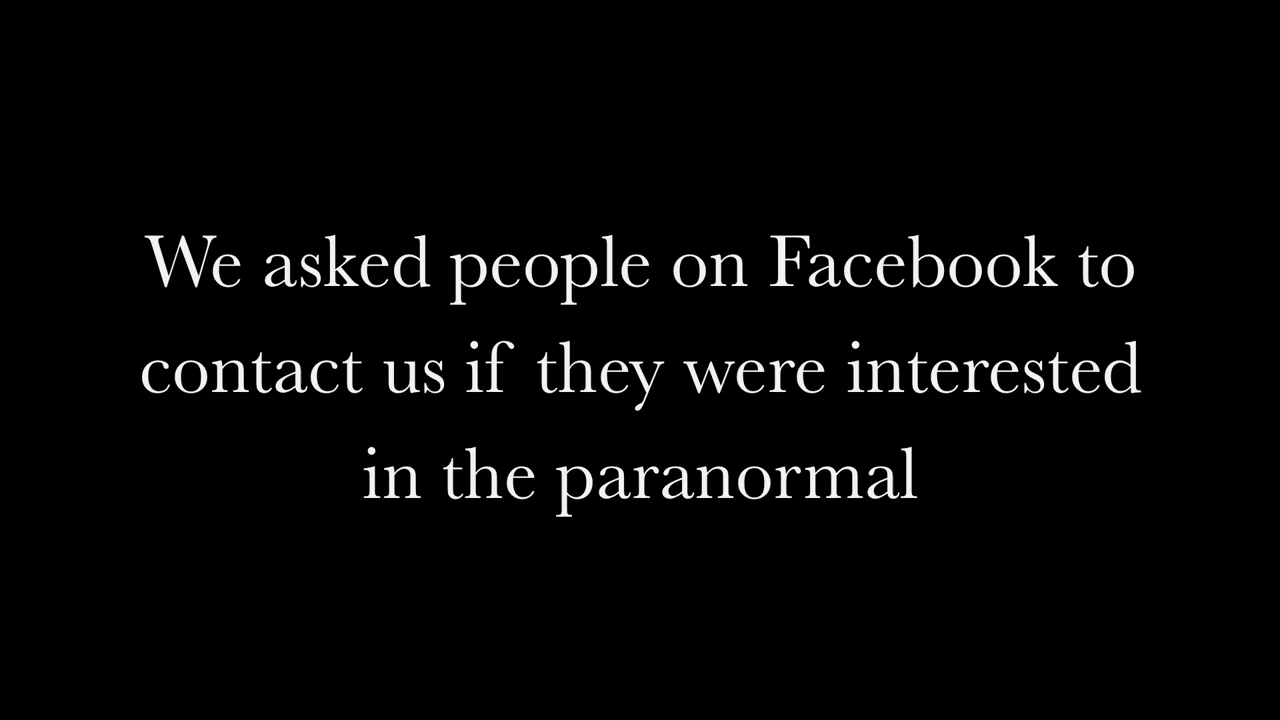 We asked people on Facebook to
contact us if they were interested
in the paranormal